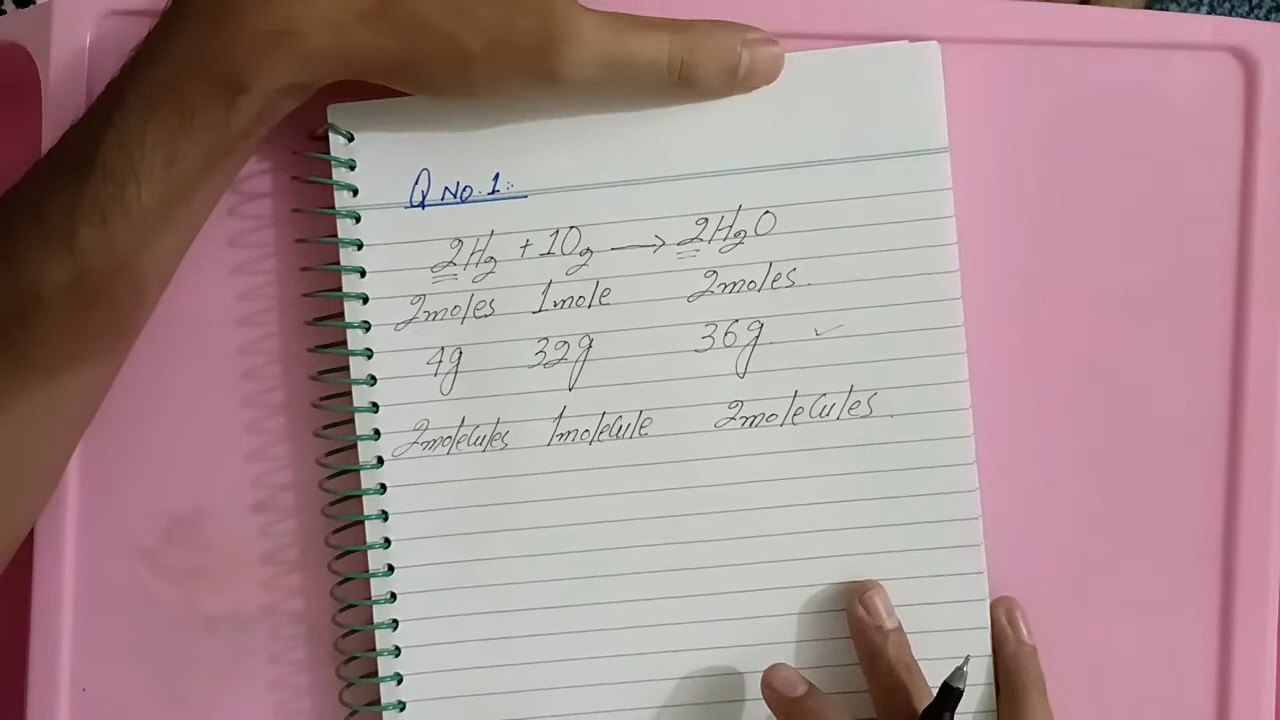 Q No.1:
2H2 + 1O2 → 2H2O
2moles 1mole 2moles.
4g 32g 36g. ✓
2molecules 1molecule 2molecules.